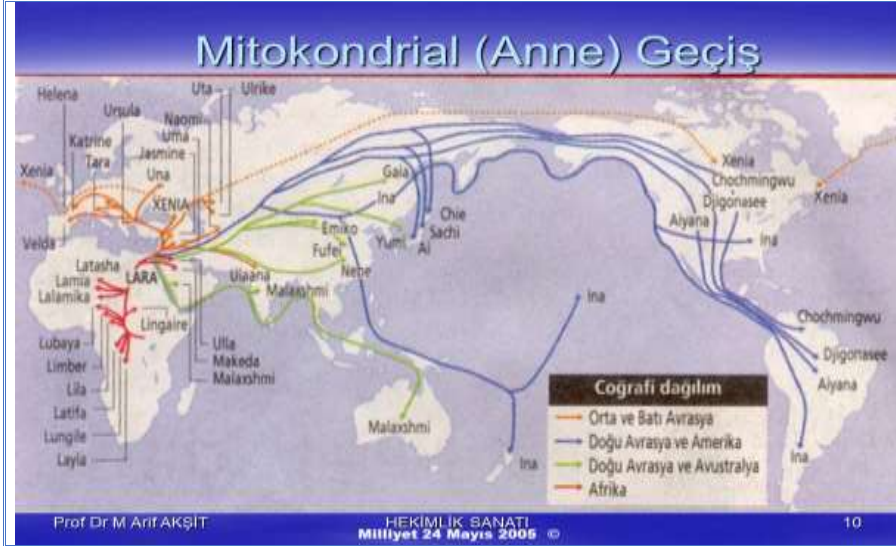 Mitokondrial (Anne) Geçiş
Uta
Ulrike
Helena
Ursula
Naomi
Uma
Katrine
Jasmine
Tara
Una
Xenia
XENIA
Velda
Gaia
Ina
Chie
Sachi
Ai
Yumi
Emiko
Fufei
Nene
Ulaana
Malaxshmi
Xenia
Chochmingwu
Djigonasee
Aiyana
Ina
Xenia
Latasha
Lamia
Lalamika
LARA
Lingaire
Lubaya
Limber
Lila
Latifa
Lungile
Layla
Ulla
Makeda
Malaxshmi
Malaxshmi
Ina
Ina
Chochmingwu
Djigonasee
Aiyana
Ina
Coğrafi dağılım
Orta ve Batı Avrasya
Doğu Avrasya ve Amerika
Doğu Avrasya ve Avustralya
Afrika
Prof Dr M Arif AKŞİT
HEKİMLİK SANATI
Milliyet 24 Mayıs 2005 ©
10